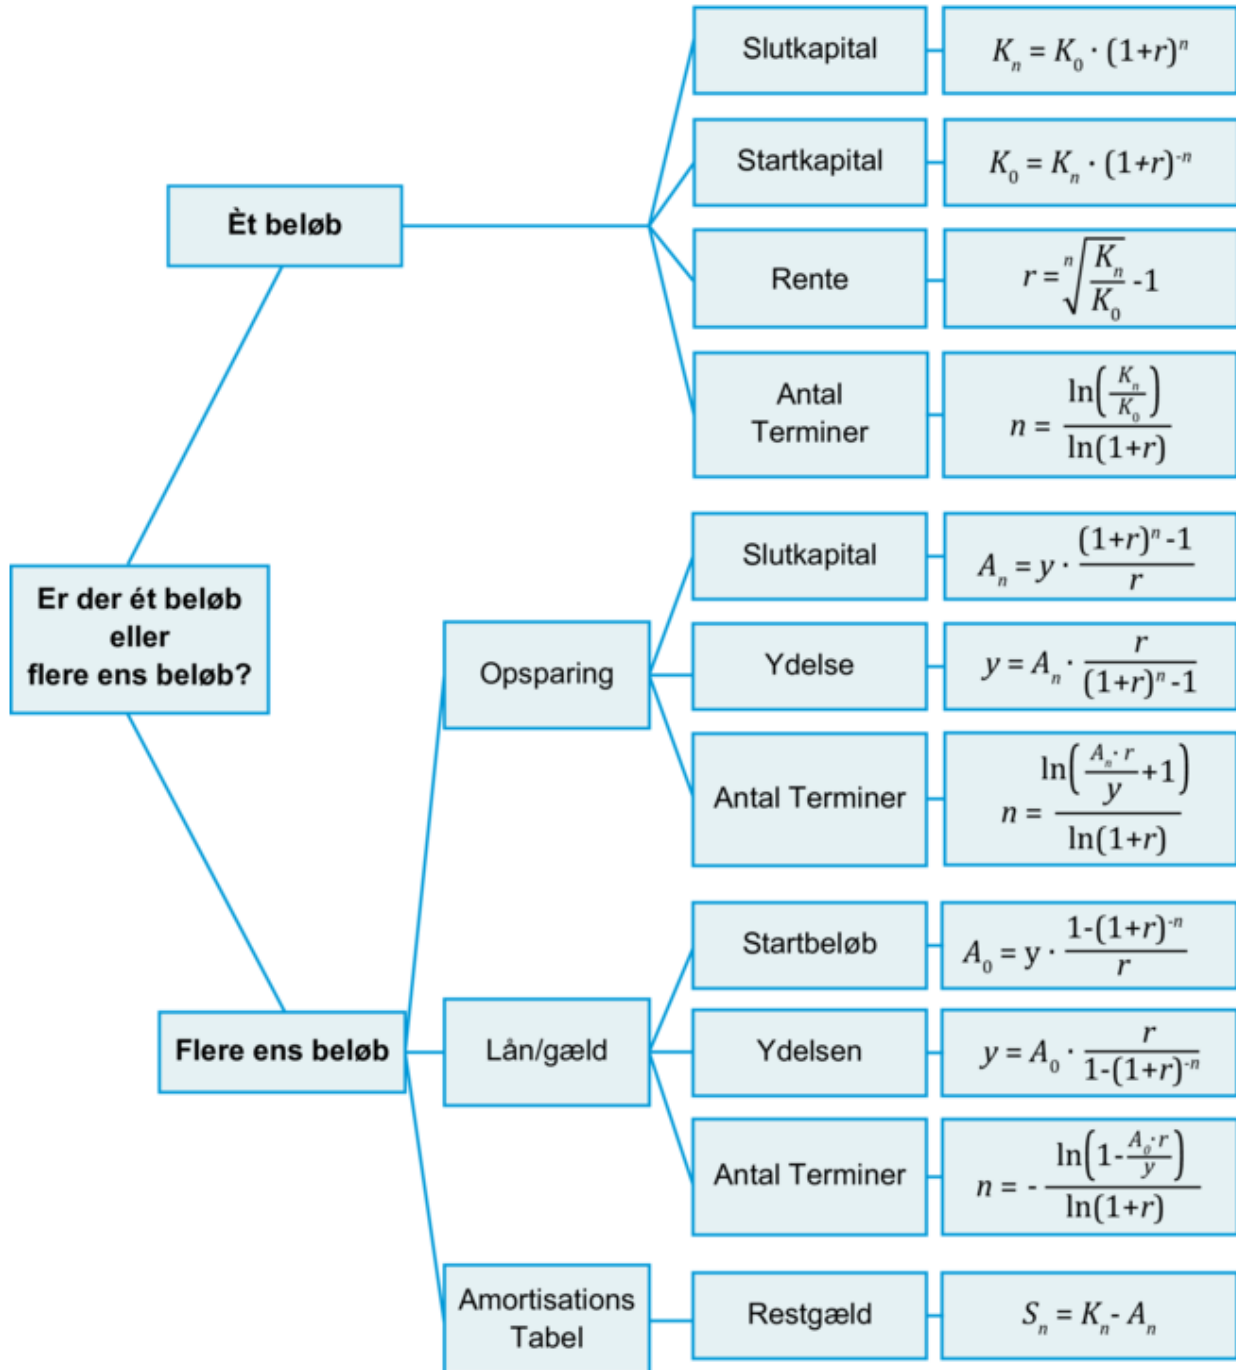 Slutkapital
K_n = K_0 · (1+r)^n
Startkapital
K_0 = K_n · (1+r)^-n
Èt beløb
Rente
r = ⁿ√(K_n/K_0) -1
Antal
Terminer
n = ln(K_n/K_0) / ln(1+r)
Er der ét beløb
eller
flere ens beløb?
Slutkapital
A_n = y · ((1+r)^n -1) / r
Opsparing
Ydelse
y = A_n · r / ((1+r)^n -1)
Antal Terminer
n = ln(A_n · r / y +1) / ln(1+r)
Flere ens beløb
Startbeløb
A_0 = y · (1-(1+r)^-n) / r
Lån/gæld
Ydelsen
y = A_0 · r / (1-(1+r)^-n)
Antal Terminer
n = - ln(1- A_0·r / y) / ln(1+r)
Amortisations
Tabel
Restgæld
S_n = K_n - A_n